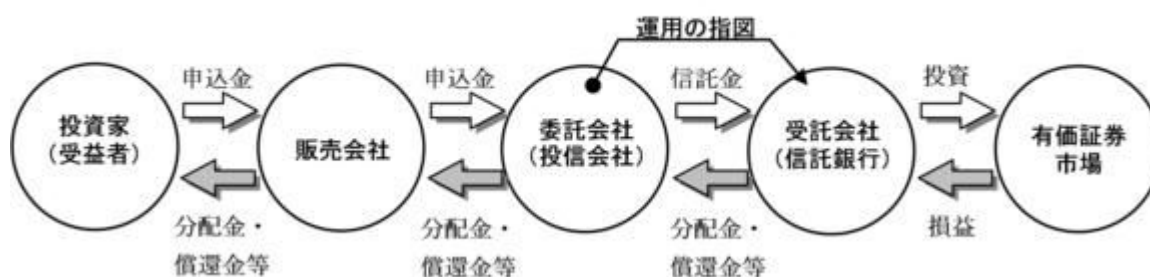 運用の指図
申込金
申込金
信託金
投資
投資家
(受益者)
販売会社
委託会社
(投信会社)
受託会社
(信託銀行)
有価証券
市場
分配金・
償還金等
分配金・
償還金等
分配金・
償還金等
損益